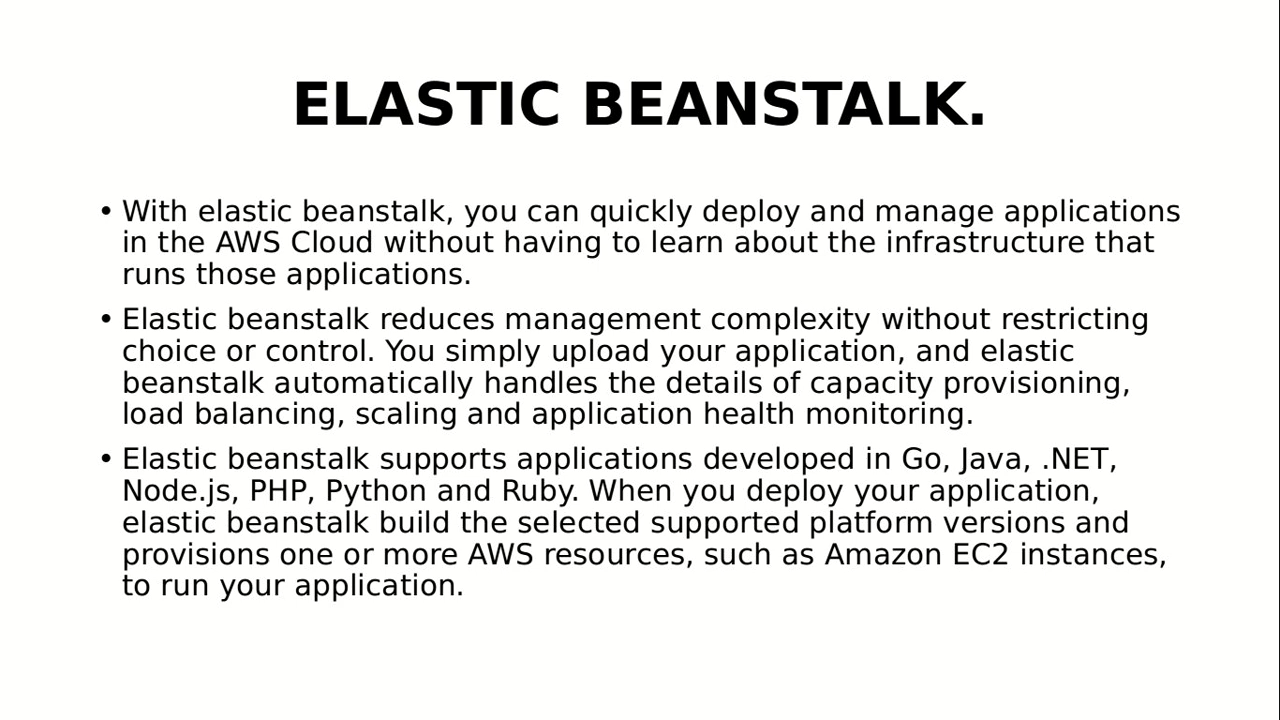 ELASTIC BEANSTALK.
• With elastic beanstalk, you can quickly deploy and manage applications
in the AWS Cloud without having to learn about the infrastructure that
runs those applications.
• Elastic beanstalk reduces management complexity without restricting
choice or control. You simply upload your application, and elastic
beanstalk automatically handles the details of capacity provisioning,
load balancing, scaling and application health monitoring.
• Elastic beanstalk supports applications developed in Go, Java, .NET,
Node.js, PHP, Python and Ruby. When you deploy your application,
elastic beanstalk build the selected supported platform versions and
provisions one or more AWS resources, such as Amazon EC2 instances,
to run your application.